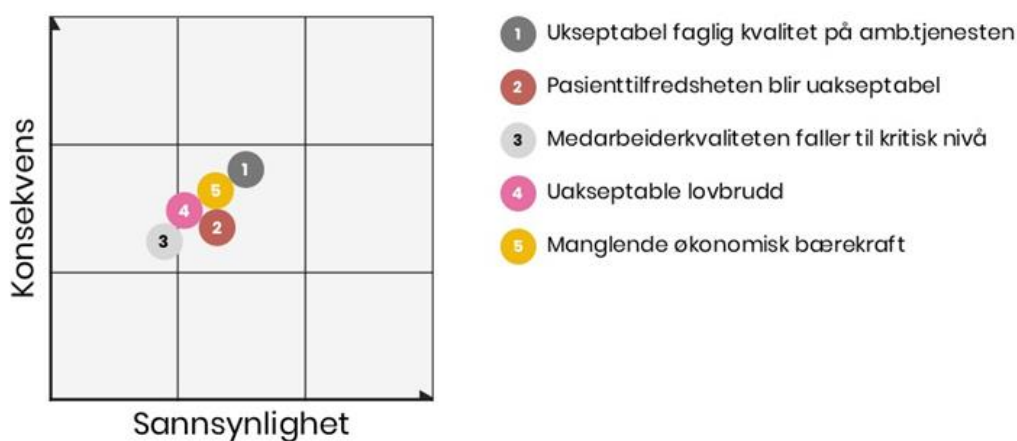 Konsekvens
1
5
4
2
3
Sannsynlighet
1 Ukseptabel faglig kvalitet på amb.tjenesten
2 Pasienttilfredsheten blir uakseptabel
3 Medarbeiderkvaliteten faller til kritisk nivå
4 Uakseptable lovbrudd
5 Manglende økonomisk bærekraft